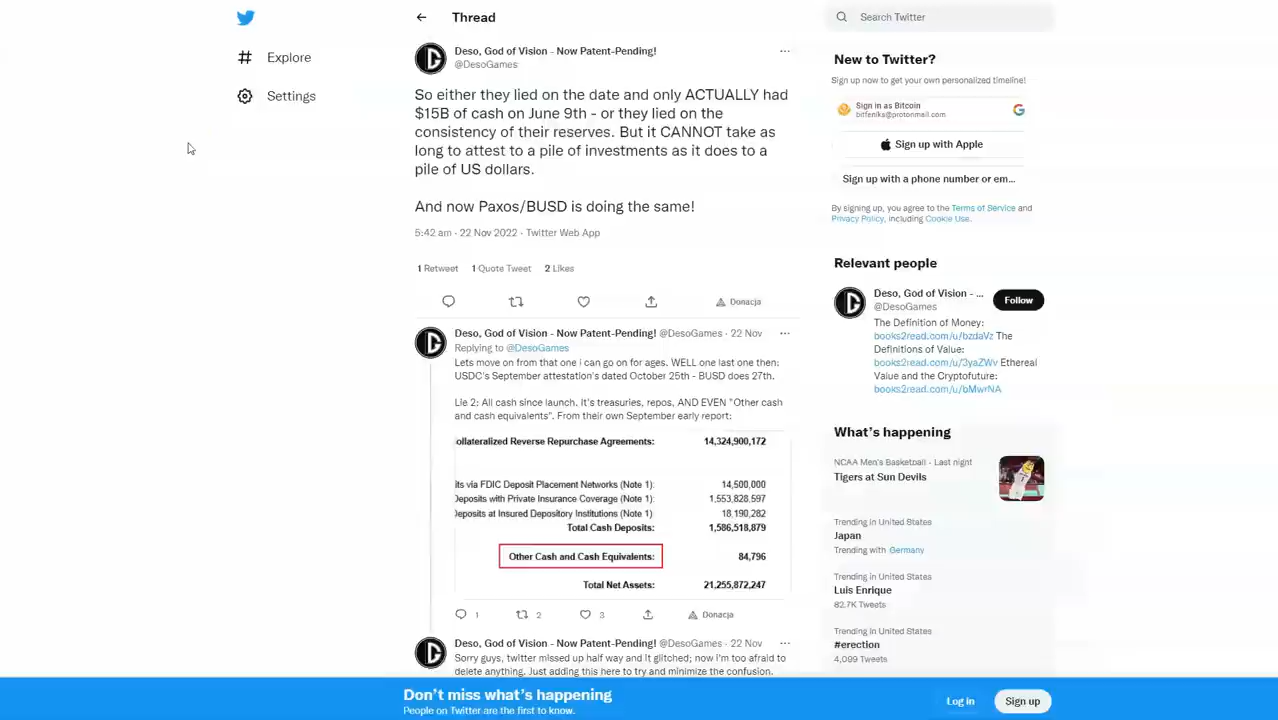 Thread
Search Twitter
Explore
Settings
Deso, God of Vision - Now Patent-Pending!
@DesoGames
So either they lied on the date and only ACTUALLY had
$15B of cash on June 9th - or they lied on the
consistency of their reserves. But it CANNOT take as
long to attest to a pile of investments as it does to a
pile of US dollars.
And now Paxos/BUSD is doing the same!
5:42 am · 22 Nov 2022 · Twitter Web App
1 Retweet 1 Quote Tweet 2 Likes
Donacja
Deso, God of Vision - Now Patent-Pending! @DesoGames · 22 Nov
Replying to @DesoGames
Lets move on from that one i can go on for ages. WELL one last one then:
USDC's September attestation's dated October 25th - BUSD does 27th.
Lie 2: All cash since launch. It's treasuries, repos, AND EVEN "Other cash
and cash equivalents". From their own September early report:
ollateralized Reverse Repurchase Agreements: 14,324,900,172
its via FDIC Deposit Placement Networks (Note 1): 14,500,000
Deposits with Private Insurance Coverage (Note 1): 1,553,828,597
Deposits at Insured Depository Institutions (Note 1) 18,190,282
Total Cash Deposits: 1,586,518,879
Other Cash and Cash Equivalents: 84,796
Total Net Assets: 21,255,872,247
1 2 3 Donacja
Deso, God of Vision - Now Patent-Pending! @DesoGames · 22 Nov
Sorry guys, twitter missed up half way and it glitched; now i'm too afraid to
delete anything. Just adding this here to try and minimize the confusion.
New to Twitter?
Sign up now to get your own personalized timeline!
Sign in as Bitcoin
bitfenika@protonmail.com
Sign up with Apple
Sign up with a phone number or em...
By signing up, you agree to the Terms of Service and
Privacy Policy, including Cookie Use.
Relevant people
Deso, God of Vision - ...
@DesoGames
Follow
The Definition of Money:
books2read.com/u/bzdaVz The
Definitions of Value:
books2read.com/u/3yaZWv Ethereal
Value and the Cryptofuture:
books2read.com/u/bMwrNA
What's happening
NCAA Men's Basketball · Last night
Tigers at Sun Devils
Trending in United States
Japan
Trending with Germany
Trending in United States
Luis Enrique
82.7K Tweets
Trending in United States
#erection
4,099 Tweets
Don't miss what's happening
People on Twitter are the first to know.
Log in
Sign up